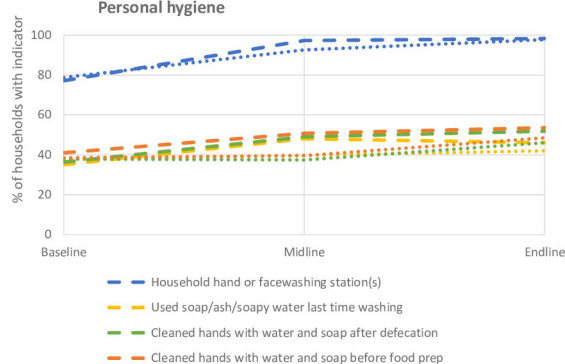 Personal hygiene
% of households with indicator
100
80
60
40
20
0
Baseline Midline Endline
Household hand or facewashing station(s)
Used soap/ash/soapy water last time washing
Cleaned hands with water and soap after defecation
Cleaned hands with water and soap before food prep